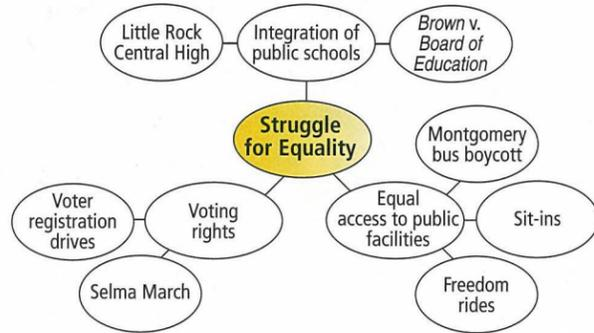 Little Rock
Central High
Integration of
public schools
Brown v.
Board of
Education
Struggle
for Equality
Montgomery
bus boycott
Voter
registration
drives
Voting
rights
Equal
access to public
facilities
Sit-ins
Selma March
Freedom
rides